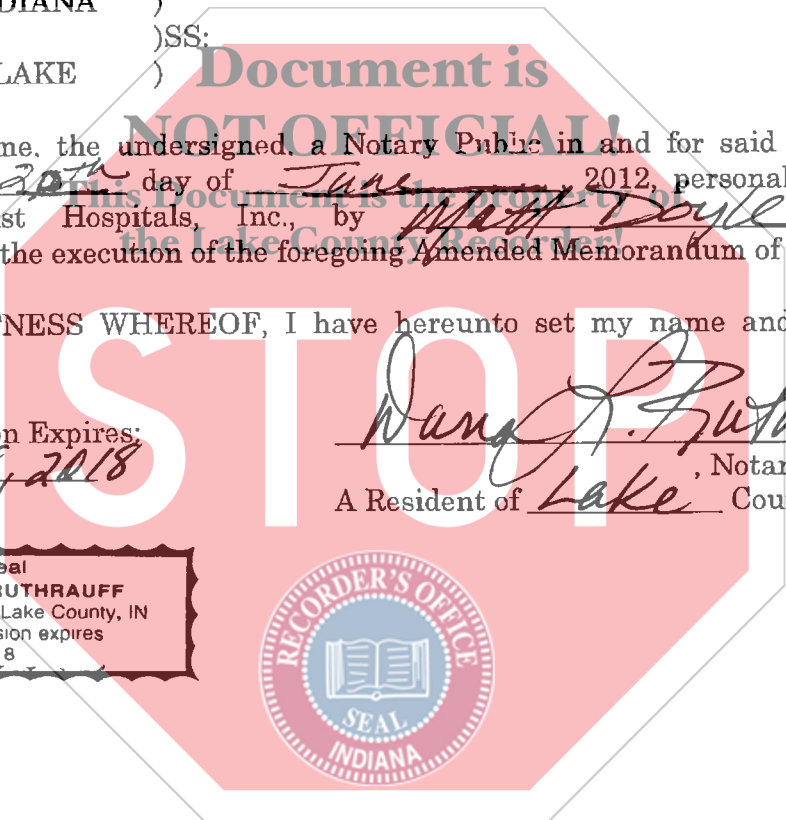 DIANA )
)SS:
LAKE )
Document is
NOT OFFICIAL!
This Document is the property of
the Lake County Recorder!
me, the undersigned, a Notary Public in and for said
20th day of June 2012, personal
st Hospitals, Inc., by Matt Doyle
the execution of the foregoing Amended Memorandum of
NESS WHEREOF, I have hereunto set my name and
STOP
n Expires:
2018
Dana L. Ruth
, Notar
A Resident of Lake Cou
eal
RUTHRAUFF
Lake County, IN
sion expires
8
RECORDER'S OFFICE
SEAL
INDIANA